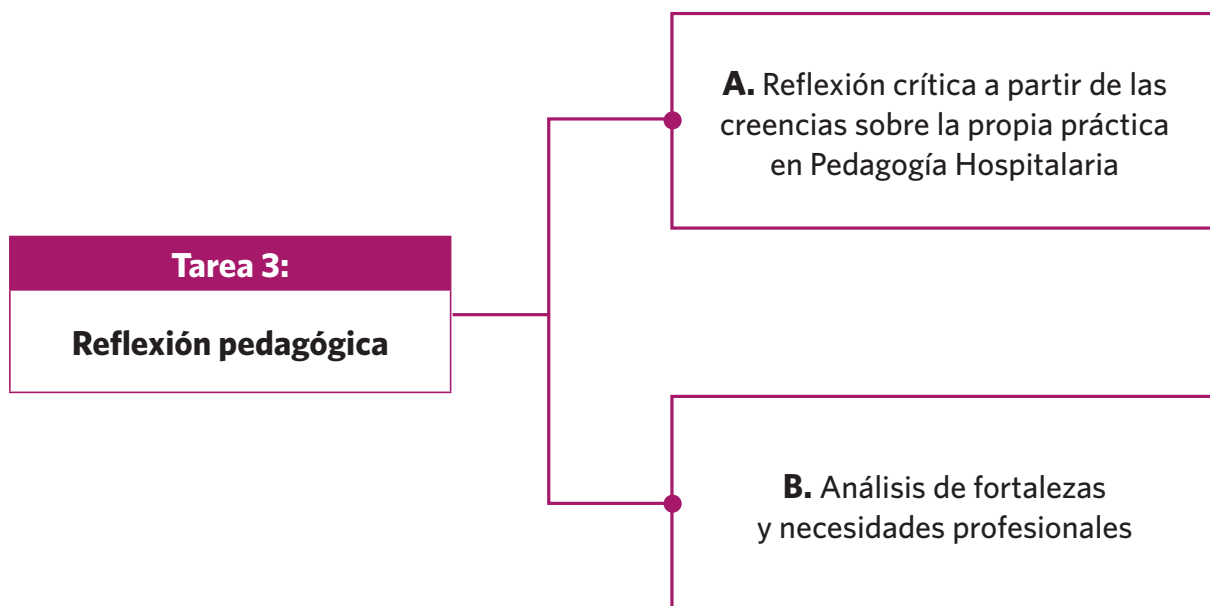 Tarea 3:
Reflexión pedagógica
A. Reflexión crítica a partir de las
creencias sobre la propia práctica
en Pedagogía Hospitalaria
B. Análisis de fortalezas
y necesidades profesionales